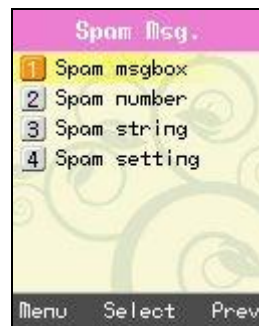 Spam Msg.
1 Spam msgbox
2 Spam number
3 Spam string
4 Spam setting
Menu Select Prev